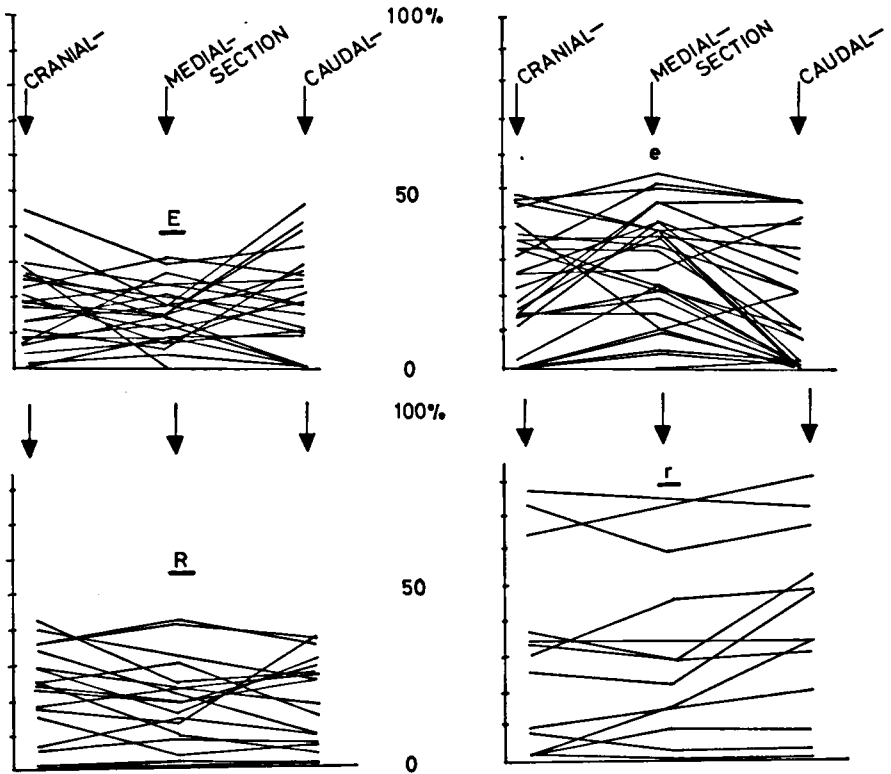 100%
CRANIAL–
MEDIAL–
SECTION
CAUDAL–
CRANIAL–
MEDIAL–
SECTION
CAUDAL–
E
50
e
0
100%
R
r
50
0